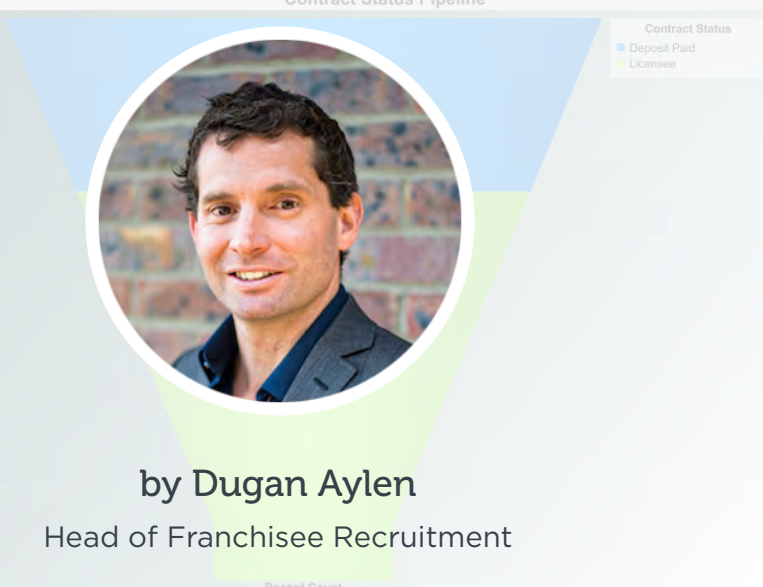 Contract Status Pipeline
Contract Status
Deposit Paid
Licensee
by Dugan Aylen
Head of Franchisee Recruitment
Record Count